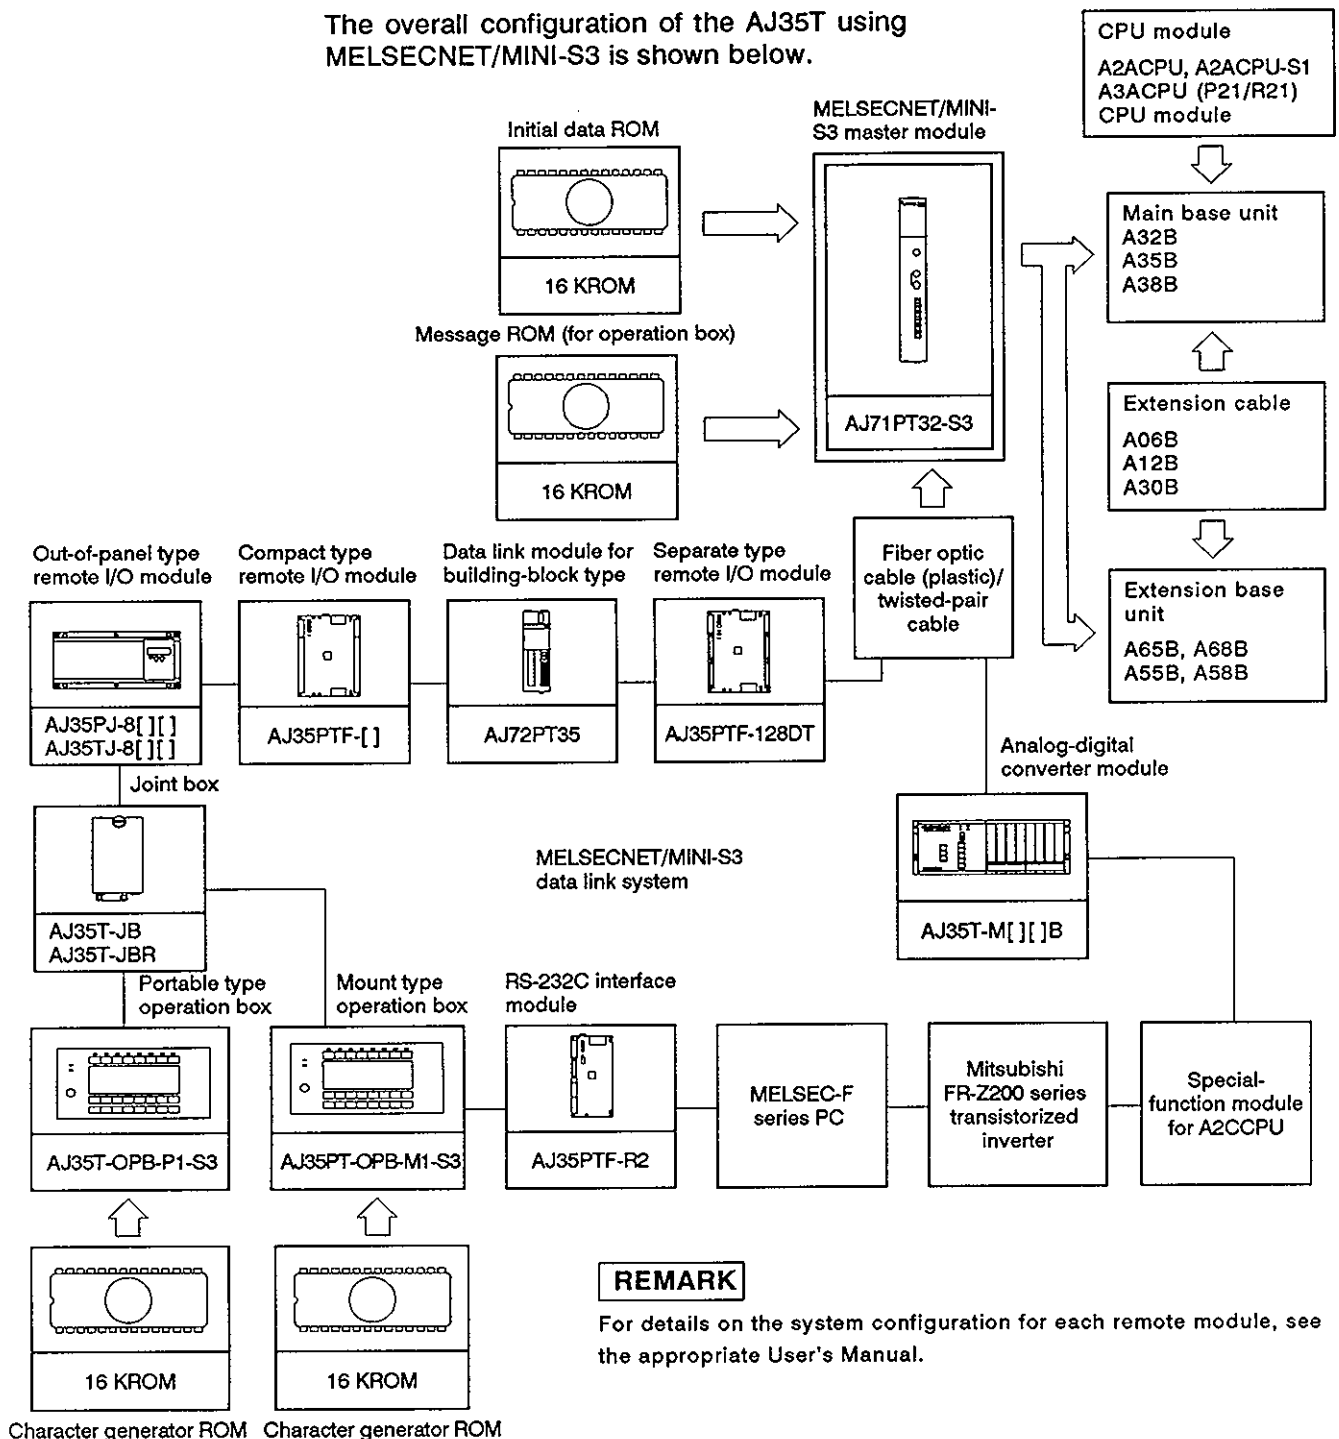 The overall configuration of the AJ35T using
MELSECNET/MINI-S3 is shown below.
CPU module
A2ACPU, A2ACPU-S1
A3ACPU (P21/R21)
CPU module
MELSECNET/MINI-
S3 master module
Initial data ROM
16 KROM
Main base unit
A32B
A35B
A38B
Message ROM (for operation box)
16 KROM
AJ71PT32-S3
Extension cable
A06B
A12B
A30B
Out-of-panel type
remote I/O module
AJ35PJ-8[ ][ ]
AJ35TJ-8[ ][ ]
Compact type
remote I/O module
AJ35PTF-[ ]
Data link module for
building-block type
AJ72PT35
Separate type
remote I/O module
AJ35PTF-128DT
Fiber optic
cable (plastic)/
twisted-pair
cable
Extension base
unit
A65B, A68B
A55B, A58B
Joint box
AJ35T-JB
AJ35T-JBR
MELSECNET/MINI-S3
data link system
Analog-digital
converter module
AJ35T-M[ ][ ]B
Portable type
operation box
AJ35T-OPB-P1-S3
Mount type
operation box
AJ35PT-OPB-M1-S3
RS-232C interface
module
AJ35PTF-R2
MELSEC-F
series PC
Mitsubishi
FR-Z200 series
transistorized
inverter
Special-
function module
for A2CCPU
16 KROM
Character generator ROM
16 KROM
Character generator ROM
REMARK
For details on the system configuration for each remote module, see
the appropriate User's Manual.